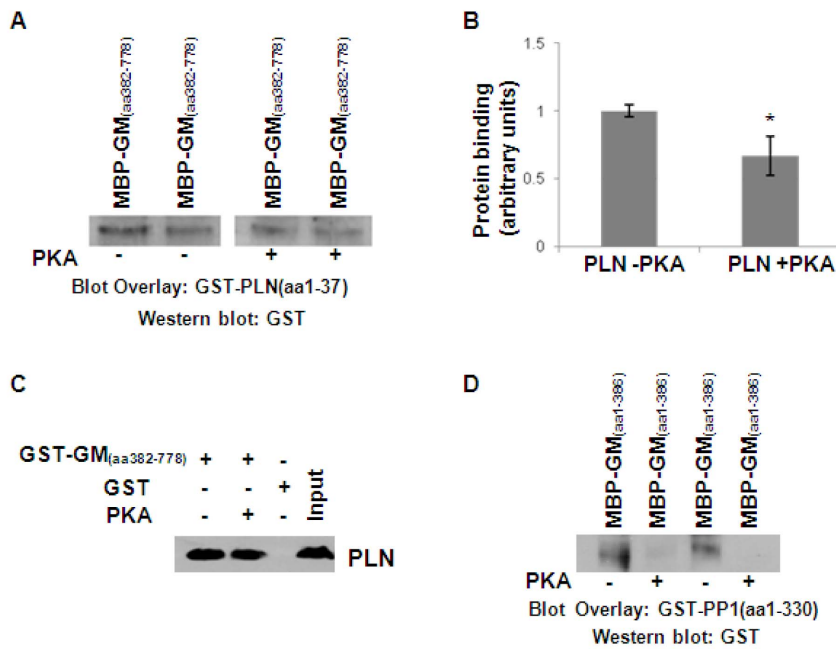 A
MBP-GM(aa382-778)
MBP-GM(aa382-778)
MBP-GM(aa382-778)
MBP-GM(aa382-778)
PKA - - + +
Blot Overlay: GST-PLN(aa1-37)
Western blot: GST
B
Protein binding
(arbitrary units)
1.5
1
0.5
0
*
PLN -PKA PLN +PKA
C
GST-GM(aa382-778) + + -
GST - - +
PKA - + -
Input
PLN
D
MBP-GM(aa1-386)
MBP-GM(aa1-386)
MBP-GM(aa1-386)
MBP-GM(aa1-386)
PKA - + - +
Blot Overlay: GST-PP1(aa1-330)
Western blot: GST